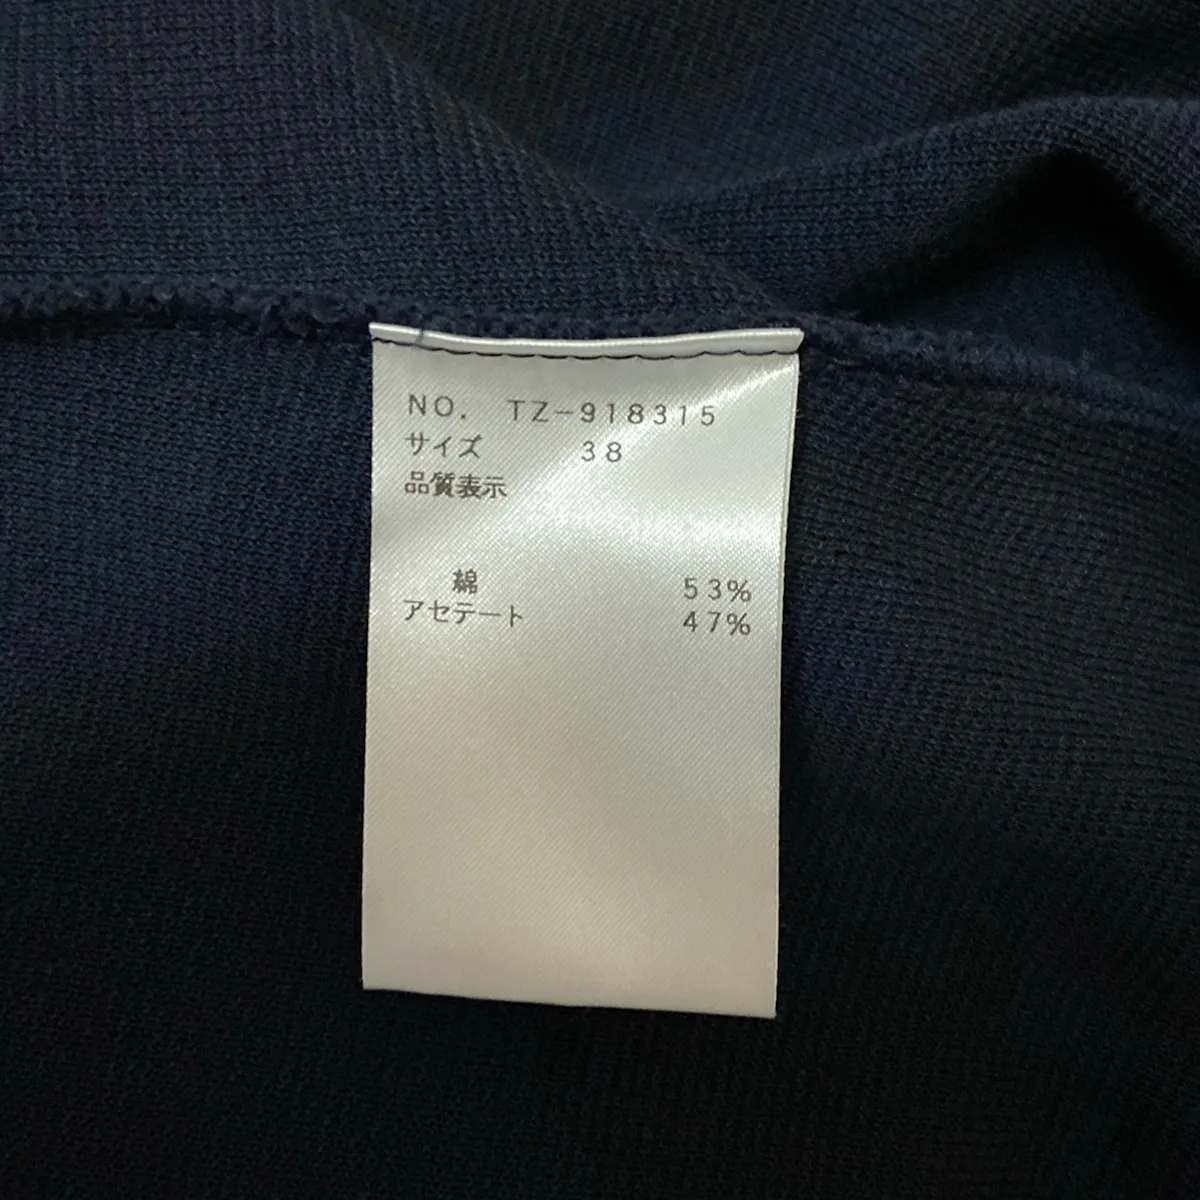 NO. TZ-918315
サイズ 38
品質表示
綿 53%
アセテート 47%